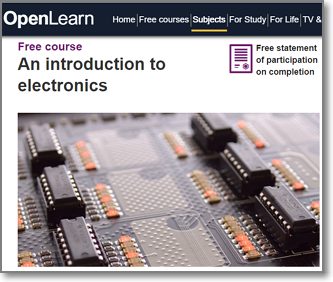 OpenLearn
Home Free courses Subjects For Study For Life TV &
Free course
An introduction to
electronics
Free statement
of participation
on completion